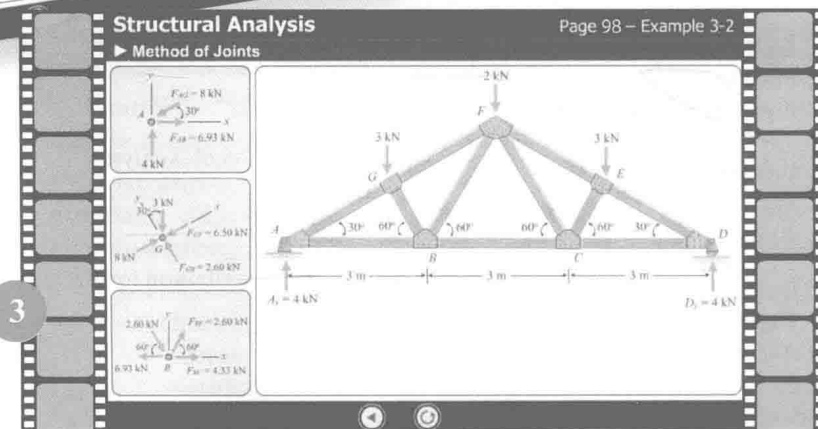 Structural Analysis
Page 98 – Example 3-2
► Method of Joints
y
F_AG = 8 kN
A
30°
x
F_AB = 6.93 kN
4 kN
y
3 kN
x
30°
G
F_GF = 6.50 kN
8 kN
F_GB = 2.60 kN
y
2.60 kN
F_BF = 2.60 kN
60°
60°
x
6.93 kN
B
F_BC = 4.33 kN
2 kN
F
3 kN
3 kN
G
E
A
30°
60°
60°
60°
60°
30°
D
B
C
3 m
3 m
3 m
A_y = 4 kN
D_y = 4 kN
3